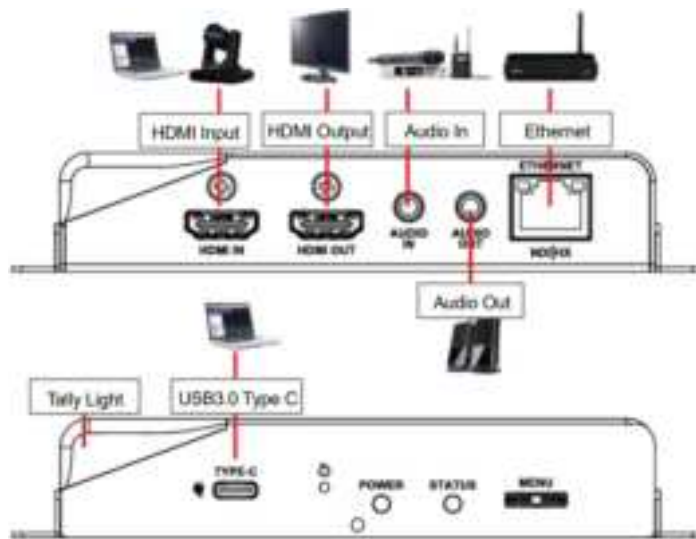 HDMI Input
HDMI Output
Audio In
Ethernet
ETHERNET
HDMI IN
HDMI OUT
AUDIO IN
AUDIO OUT
Audio Out
Tally Light
USB3.0 Type C
TYPE-C
POWER
STATUS
MENU